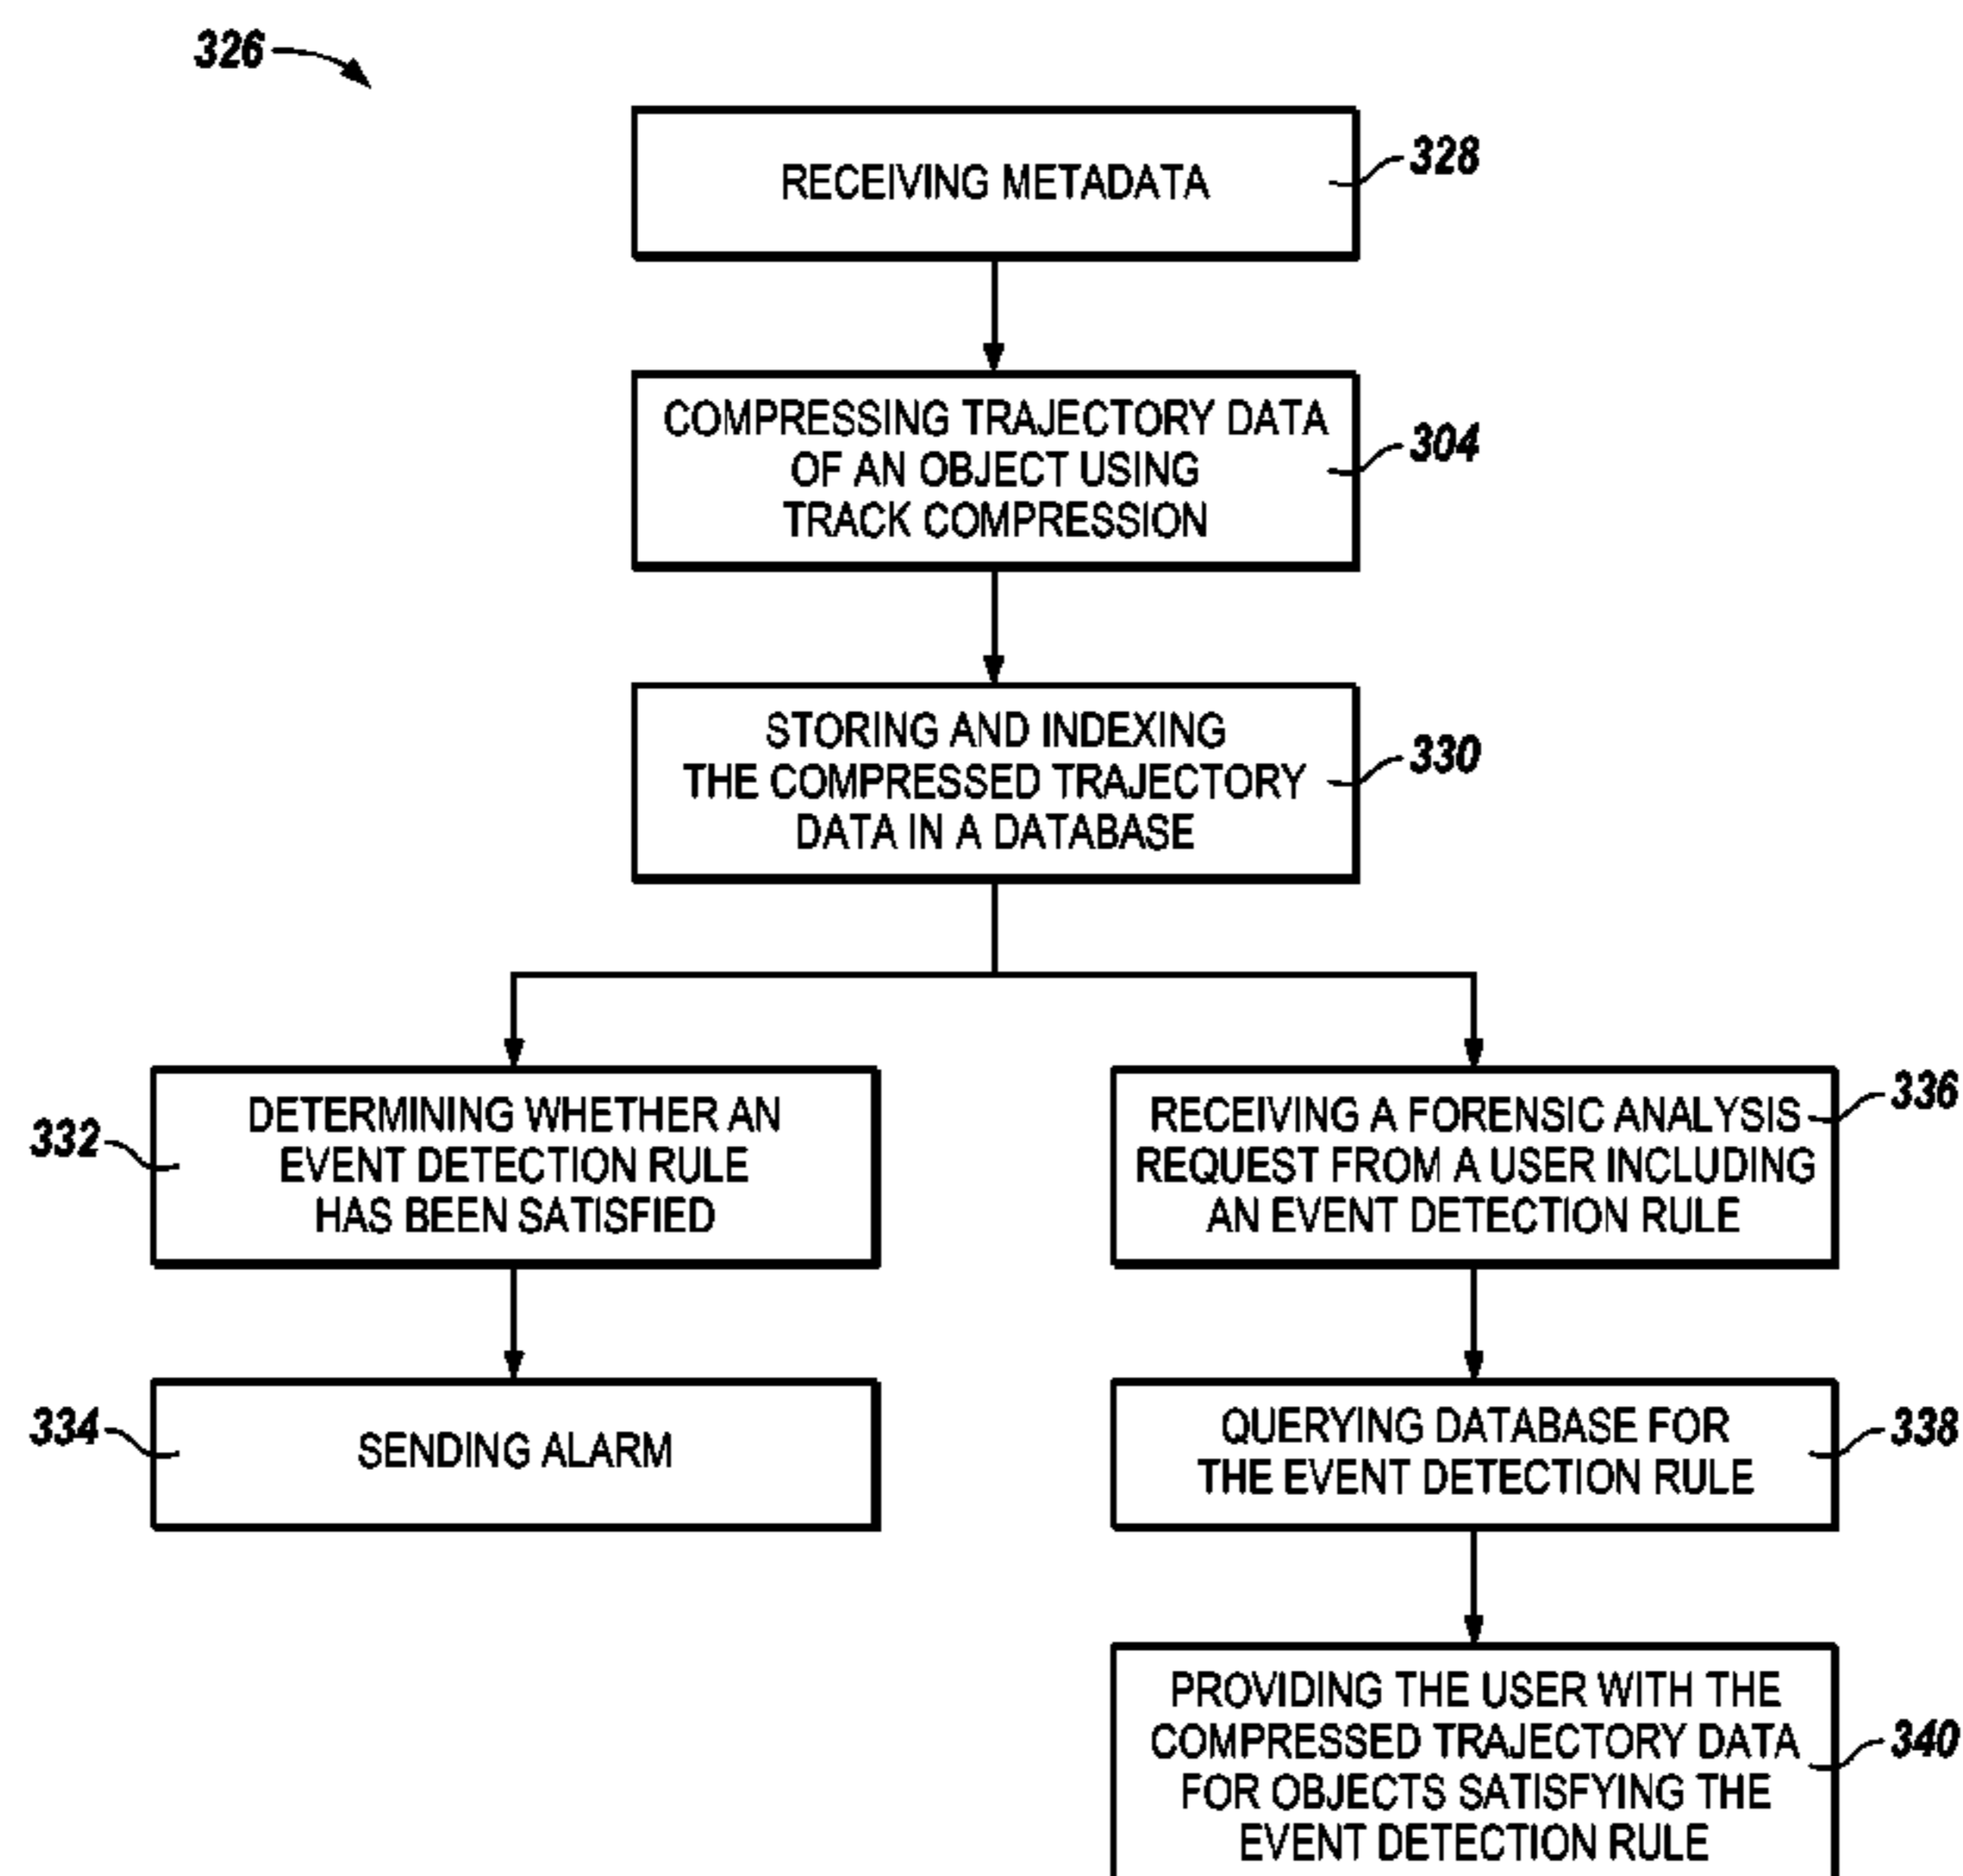 326
RECEIVING METADATA
328
COMPRESSING TRAJECTORY DATA
OF AN OBJECT USING
TRACK COMPRESSION
304
STORING AND INDEXING
THE COMPRESSED TRAJECTORY
DATA IN A DATABASE
330
332
DETERMINING WHETHER AN
EVENT DETECTION RULE
HAS BEEN SATISFIED
RECEIVING A FORENSIC ANALYSIS
REQUEST FROM A USER INCLUDING
AN EVENT DETECTION RULE
336
334
SENDING ALARM
QUERYING DATABASE FOR
THE EVENT DETECTION RULE
338
PROVIDING THE USER WITH THE
COMPRESSED TRAJECTORY DATA
FOR OBJECTS SATISFYING THE
EVENT DETECTION RULE
340